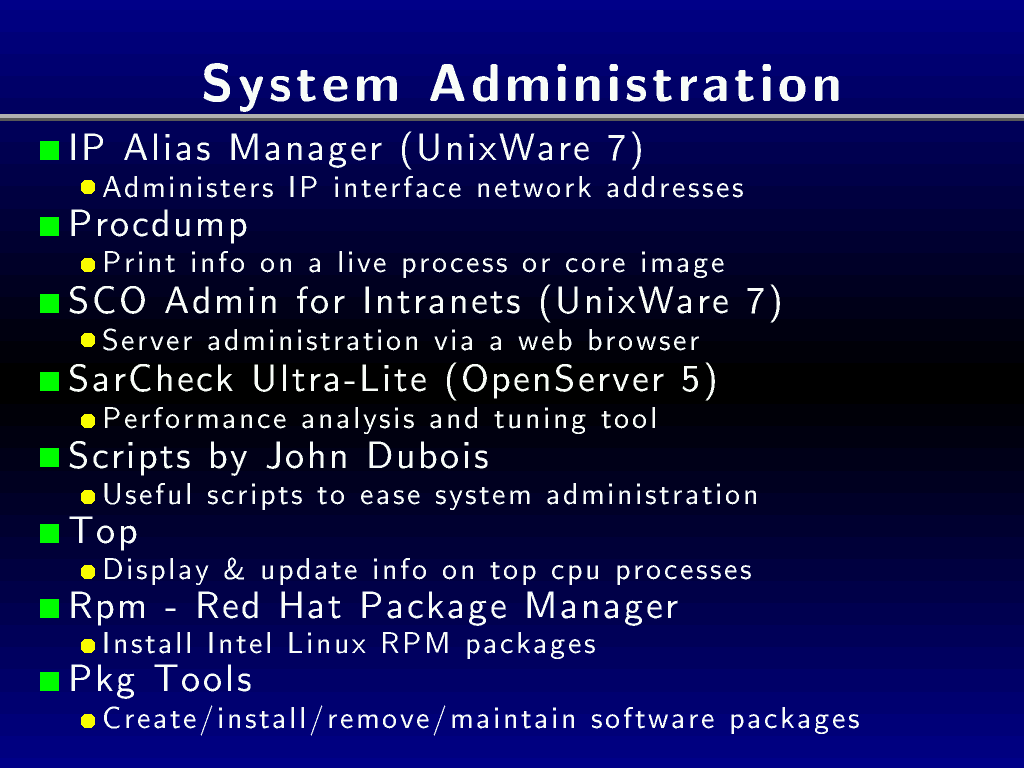 System Administration
IP Alias Manager (UnixWare 7)
Administers IP interface network addresses
Procdump
Print info on a live process or core image
SCO Admin for Intranets (UnixWare 7)
Server administration via a web browser
SarCheck Ultra-Lite (OpenServer 5)
Performance analysis and tuning tool
Scripts by John Dubois
Useful scripts to ease system administration
Top
Display & update info on top cpu processes
Rpm - Red Hat Package Manager
Install Intel Linux RPM packages
Pkg Tools
Create/install/remove/maintain software packages